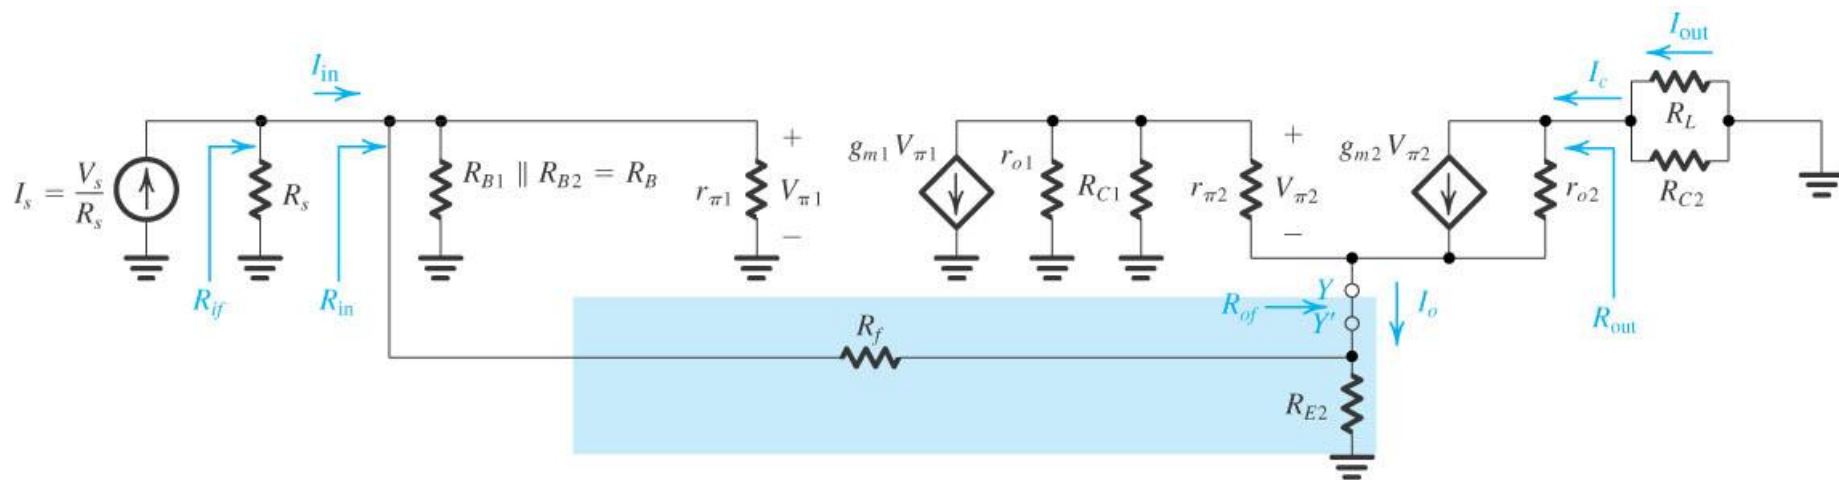 I_out
I_in
I_c
R_L
I_s = V_s / R_s
R_s
R_B1 || R_B2 = R_B
r_π1
+
V_π1
−
g_m1 V_π1
r_o1
R_C1
r_π2
+
V_π2
−
g_m2 V_π2
r_o2
R_C2
R_if
R_in
R_of
Y
Y′
I_o
R_out
R_f
R_E2